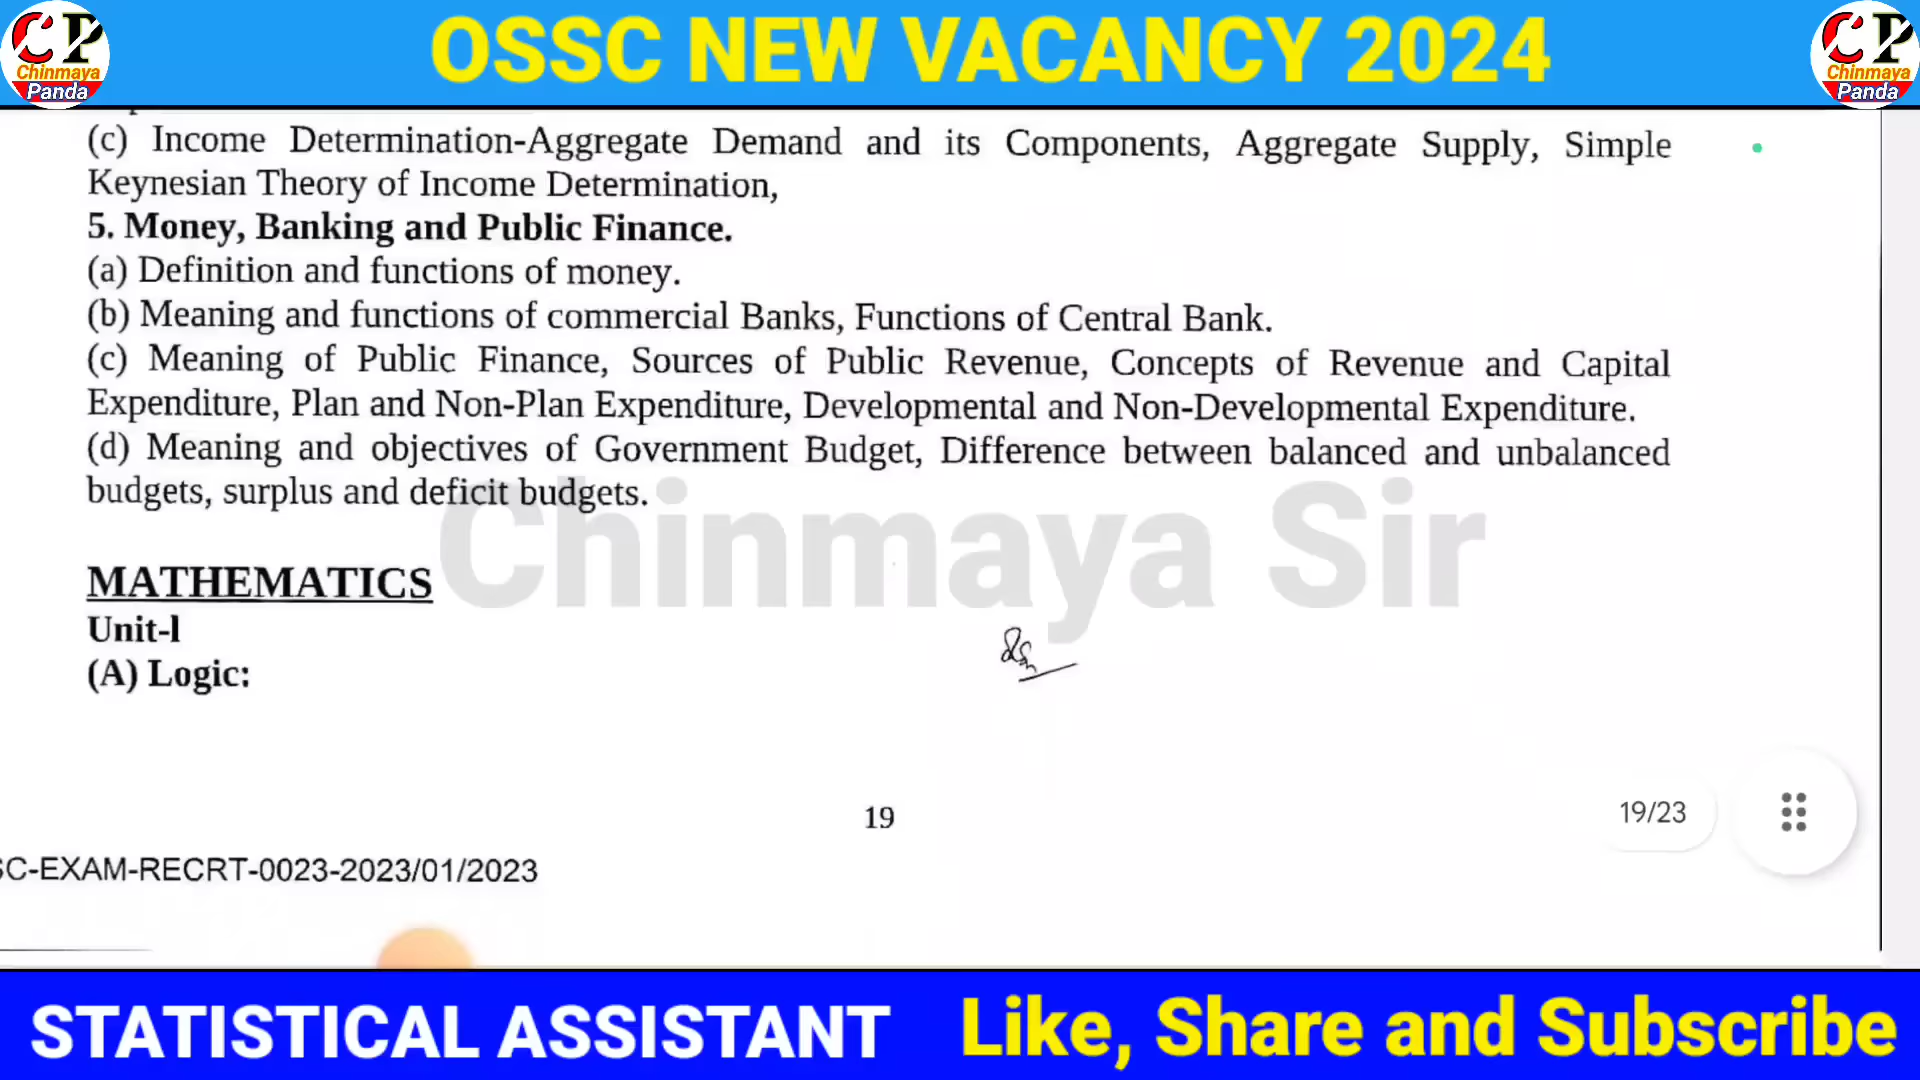 CP
Chinmaya
Panda
OSSC NEW VACANCY 2024
CP
Chinmaya
Panda
(c) Income Determination-Aggregate Demand and its Components, Aggregate Supply, Simple
Keynesian Theory of Income Determination,
5. Money, Banking and Public Finance.
(a) Definition and functions of money.
(b) Meaning and functions of commercial Banks, Functions of Central Bank.
(c) Meaning of Public Finance, Sources of Public Revenue, Concepts of Revenue and Capital
Expenditure, Plan and Non-Plan Expenditure, Developmental and Non-Developmental Expenditure.
(d) Meaning and objectives of Government Budget, Difference between balanced and unbalanced
budgets, surplus and deficit budgets.
Chinmaya Sir
MATHEMATICS
Unit-l
(A) Logic:
19
19/23
SC-EXAM-RECRT-0023-2023/01/2023
STATISTICAL ASSISTANT
Like, Share and Subscribe